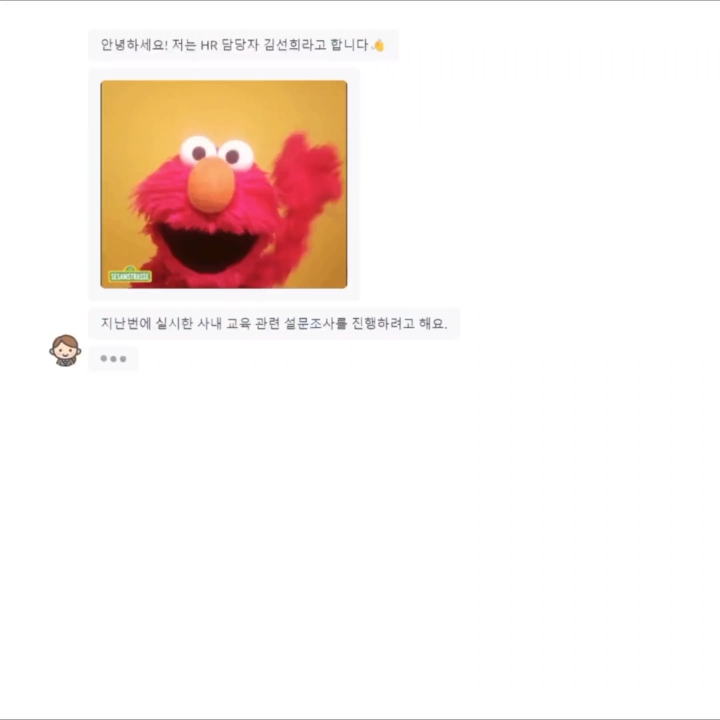 안녕하세요! 저는 HR 담당자 김선희라고 합니다👋
SESAMSTRASSE
지난번에 실시한 사내 교육 관련 설문조사를 진행하려고 해요.